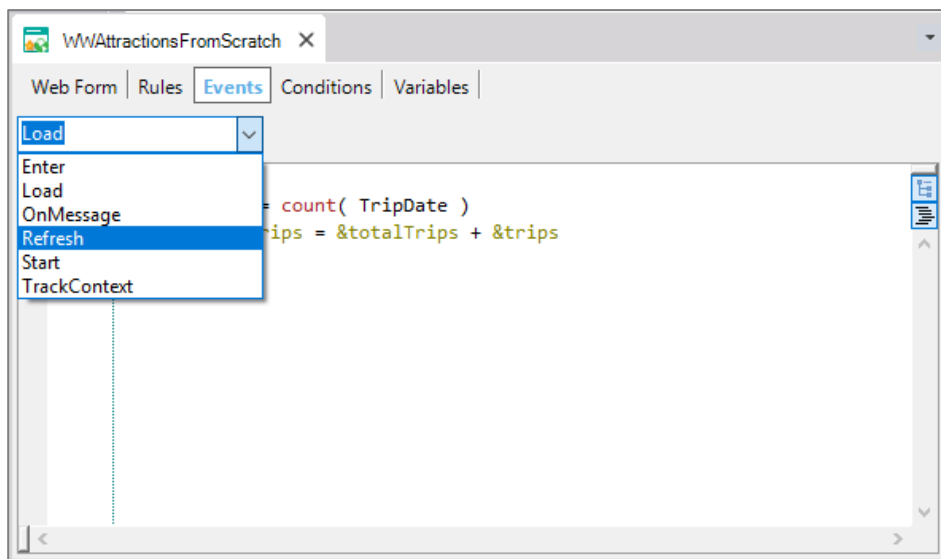 WWAttractionsFromScratch
Web Form Rules Events Conditions Variables
Load
Enter
Load
OnMessage
Refresh
Start
TrackContext
= count( TripDate )
rips = &totalTrips + &trips